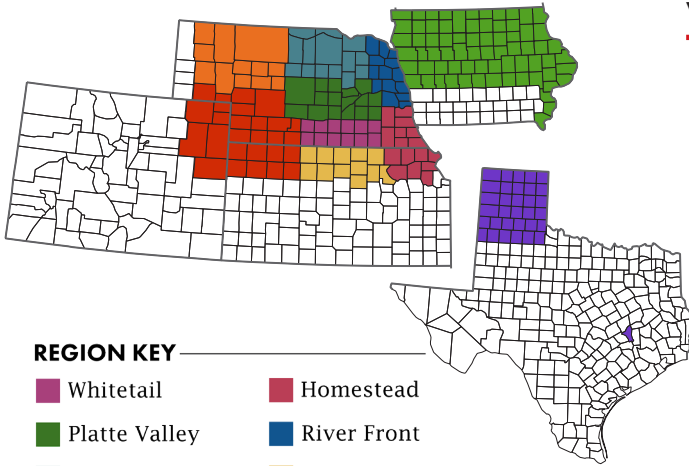 REGION KEY
Whitetail
Homestead
Platte Valley
River Front